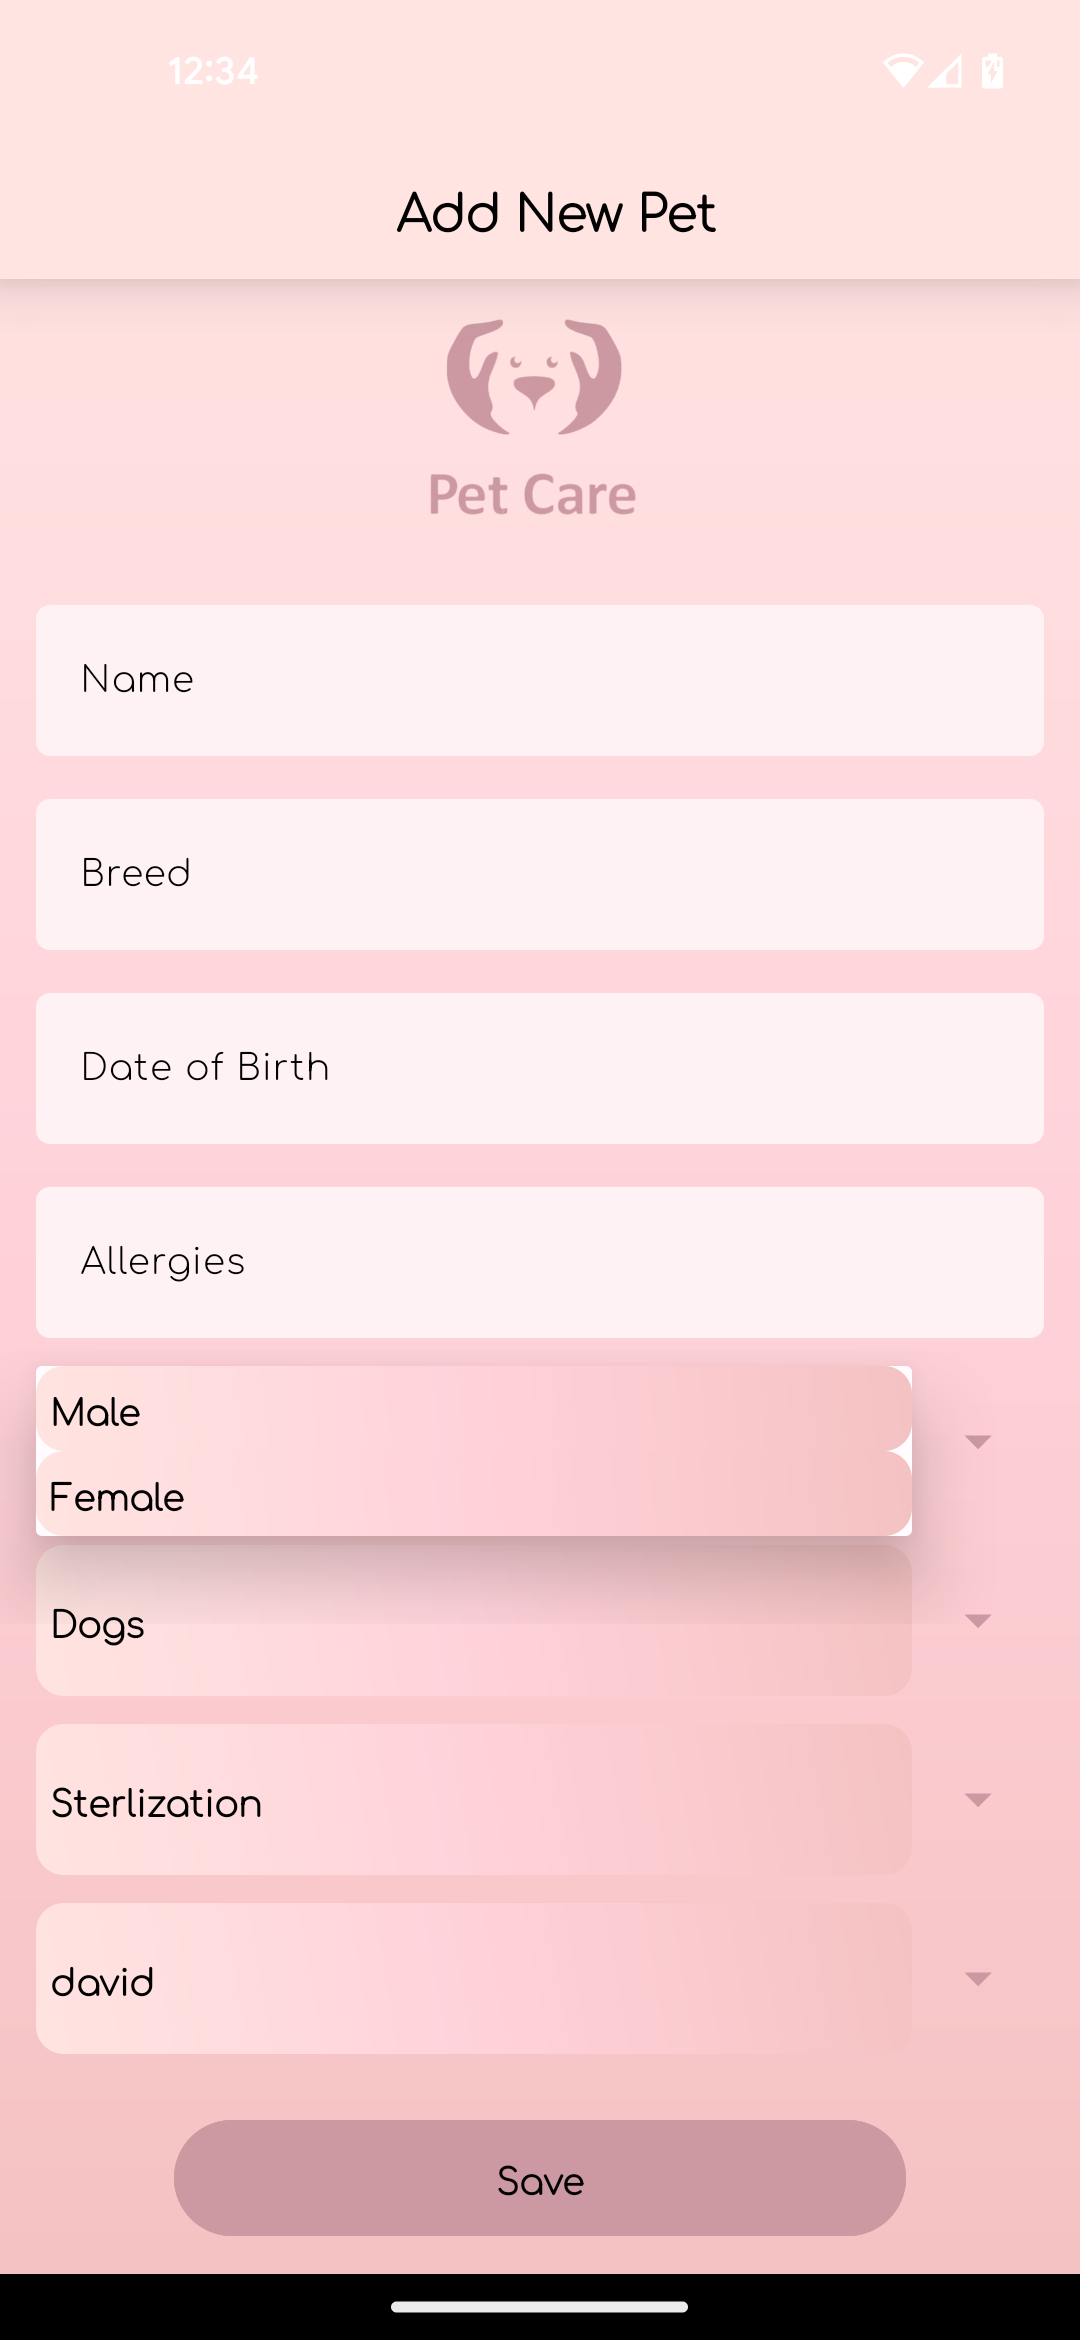 12:34
Add New Pet
Pet Care
Name
Breed
Date of Birth
Allergies
Male
Female
Dogs
Sterlization
david
Save